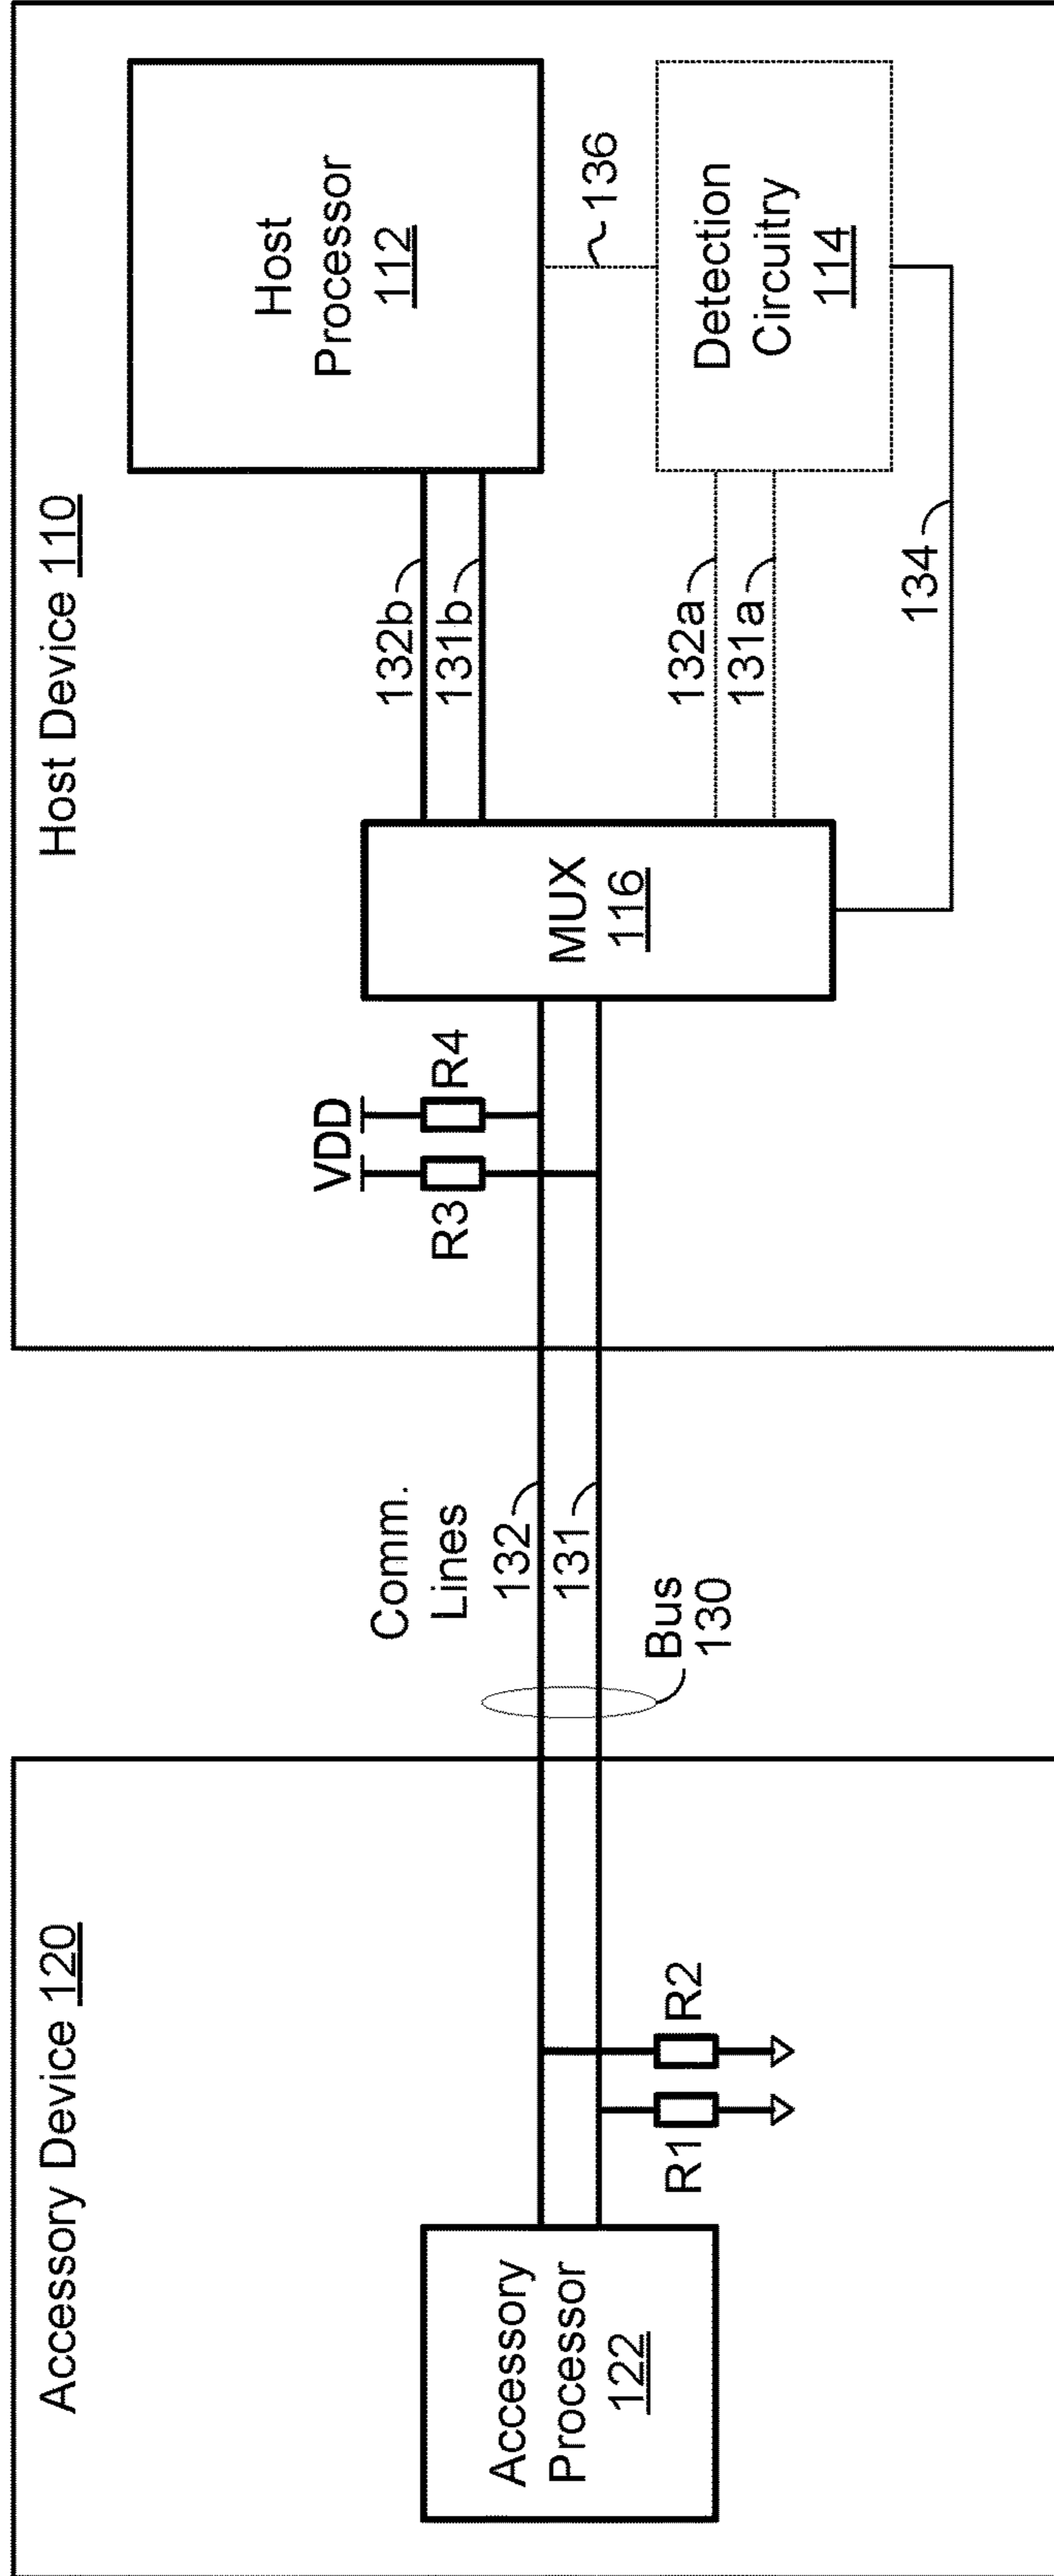 Accessory Device 120
Host Device 110
Accessory
Processor
122
R1
R2
Bus
130
Comm.
Lines
132
131
VDD
R3
R4
MUX
116
132b
131b
132a
131a
134
Host
Processor
112
136
Detection
Circuitry
114